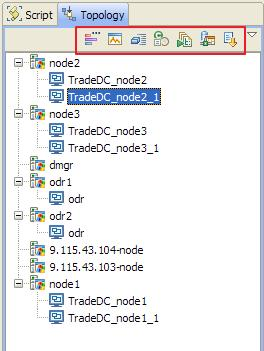 Script Topology
node2
TradeDC_node2
TradeDC_node2_1
node3
TradeDC_node3
TradeDC_node3_1
dmgr
odr1
odr
odr2
odr
9.115.43.104-node
9.115.43.103-node
node1
TradeDC_node1
TradeDC_node1_1